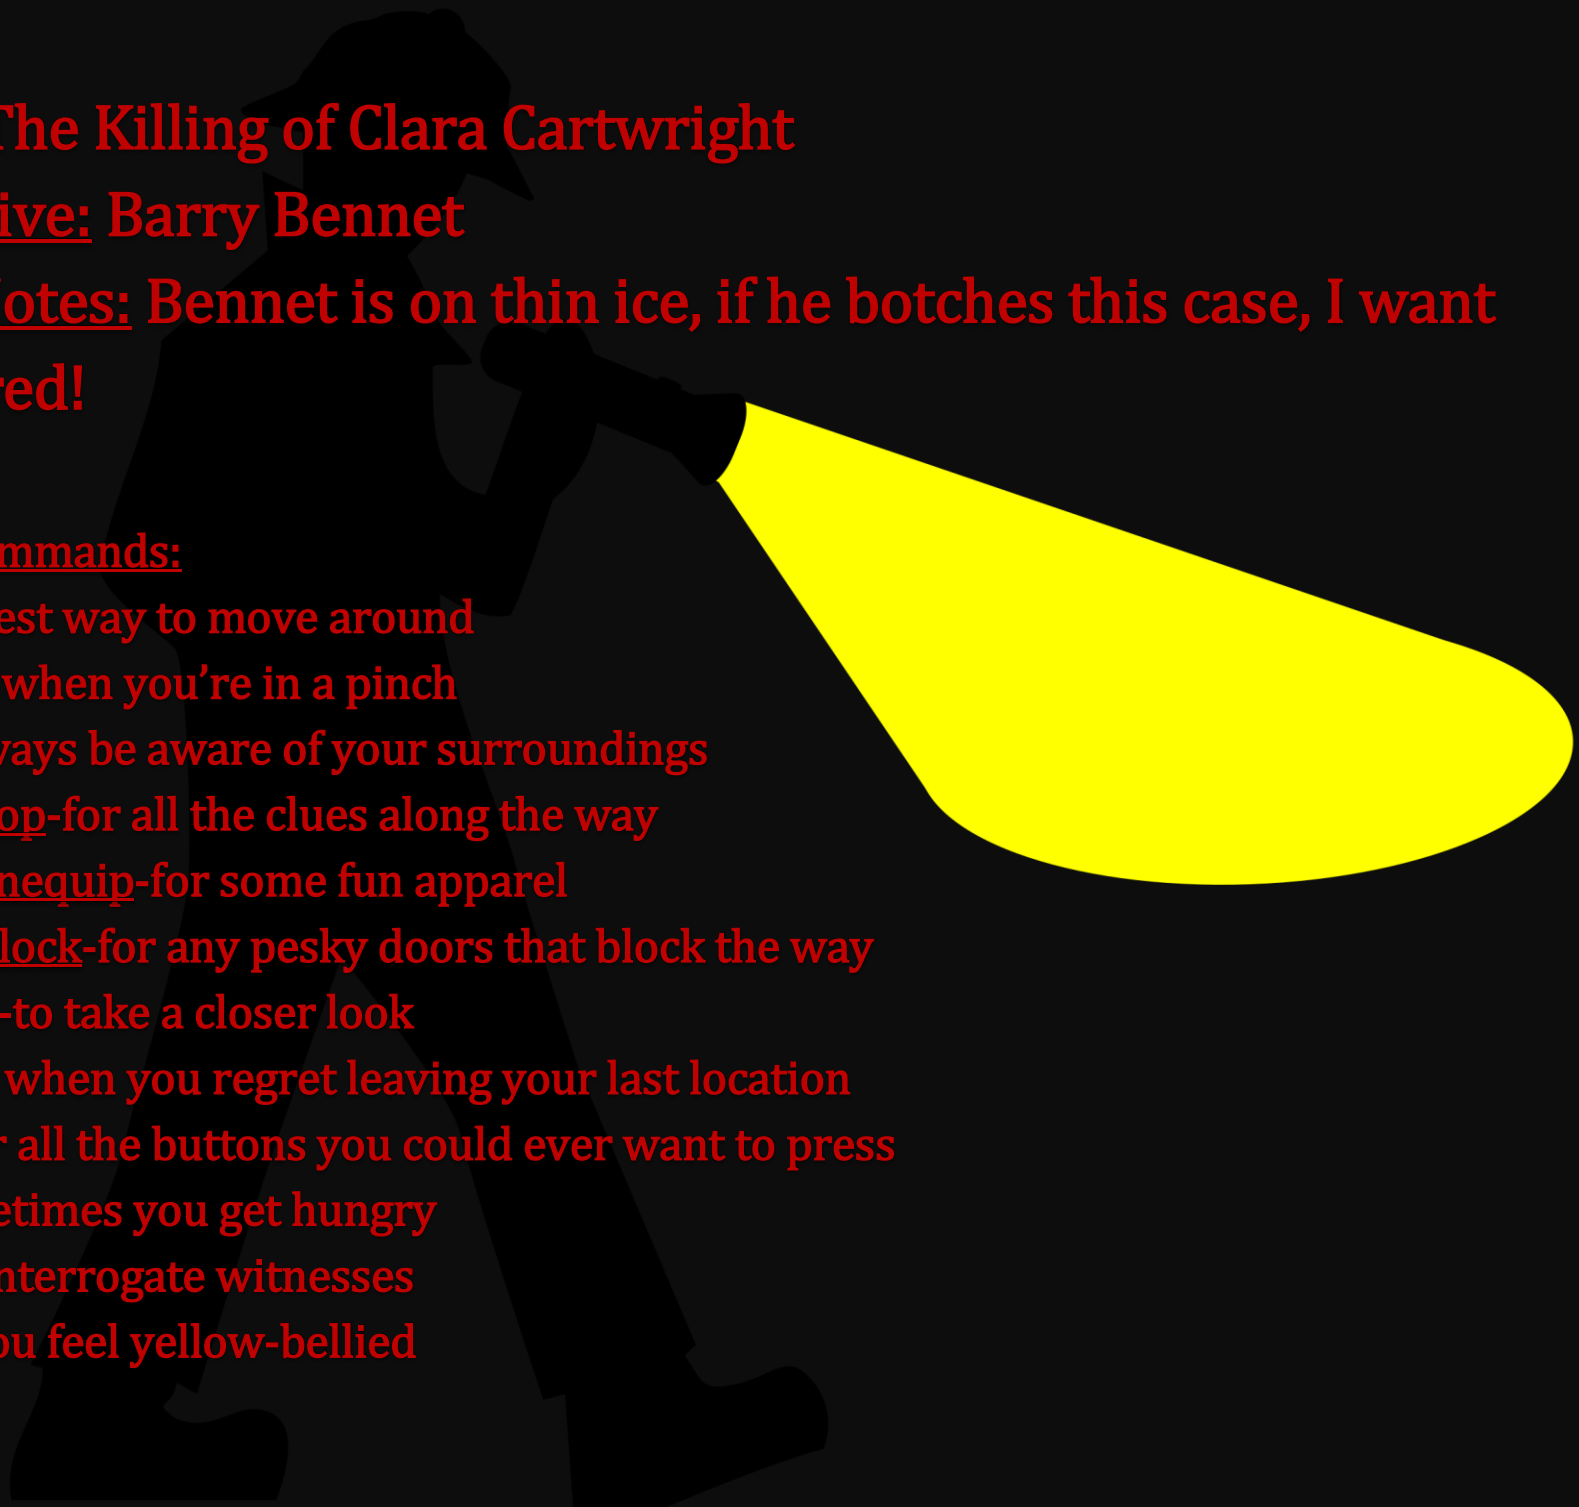 The Killing of Clara Cartwright
ive: Barry Bennet
otes: Bennet is on thin ice, if he botches this case, I want
red!
mmands:
est way to move around
when you’re in a pinch
ways be aware of your surroundings
op-for all the clues along the way
nequip-for some fun apparel
lock-for any pesky doors that block the way
-to take a closer look
when you regret leaving your last location
r all the buttons you could ever want to press
etimes you get hungry
nterrogate witnesses
ou feel yellow-bellied